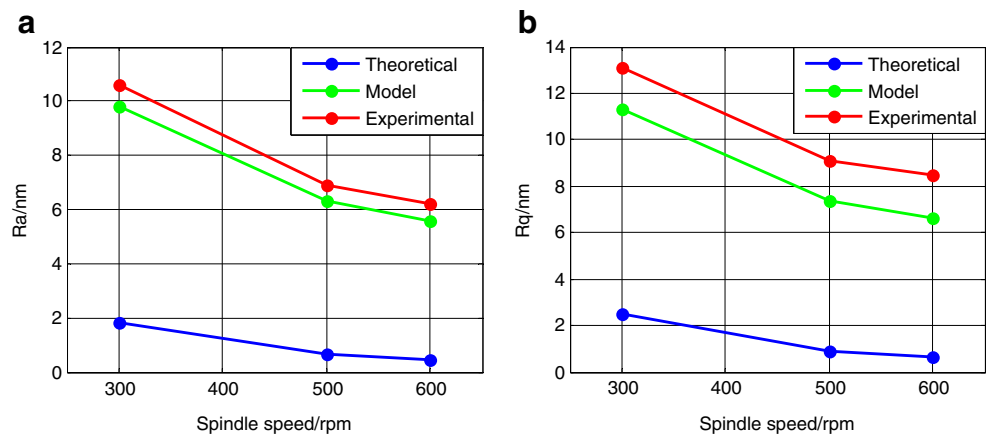 a
12
10
8
6
4
2
0
Ra/nm
300 400 500 600
Spindle speed/rpm
Theoretical
Model
Experimental
b
14
12
10
8
6
4
2
0
Rq/nm
300 400 500 600
Spindle speed/rpm
Theoretical
Model
Experimental